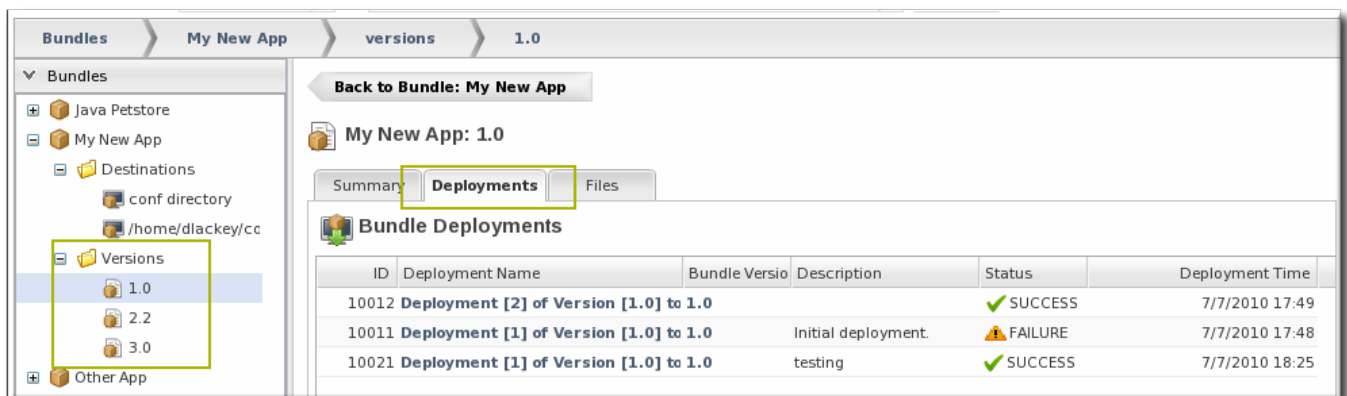 Bundles My New App versions 1.0
Bundles
Java Petstore
My New App
Destinations
conf directory
/home/dlackey/cc
Versions
1.0
2.2
3.0
Other App
Back to Bundle: My New App
My New App: 1.0
Summary Deployments Files
Bundle Deployments
ID Deployment Name Bundle Versio Description Status Deployment Time
10012 Deployment [2] of Version [1.0] to 1.0 SUCCESS 7/7/2010 17:49
10011 Deployment [1] of Version [1.0] to 1.0 Initial deployment. FAILURE 7/7/2010 17:48
10021 Deployment [1] of Version [1.0] to 1.0 testing SUCCESS 7/7/2010 18:25